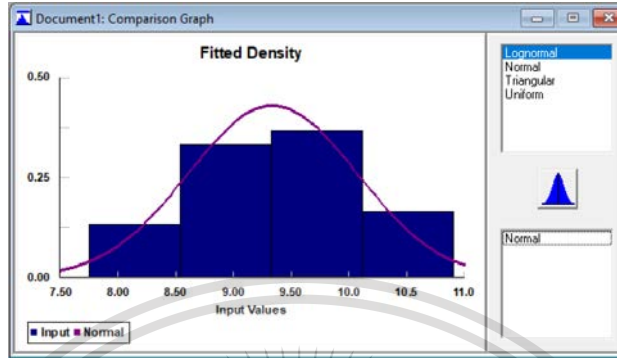 Document1: Comparison Graph
Fitted Density
0.50
0.25
0.00
7.50 8.00 8.50 9.00 9.50 10.0 10.5 11.0
Input Values
Input Normal
Lognormal
Normal
Triangular
Uniform
Normal